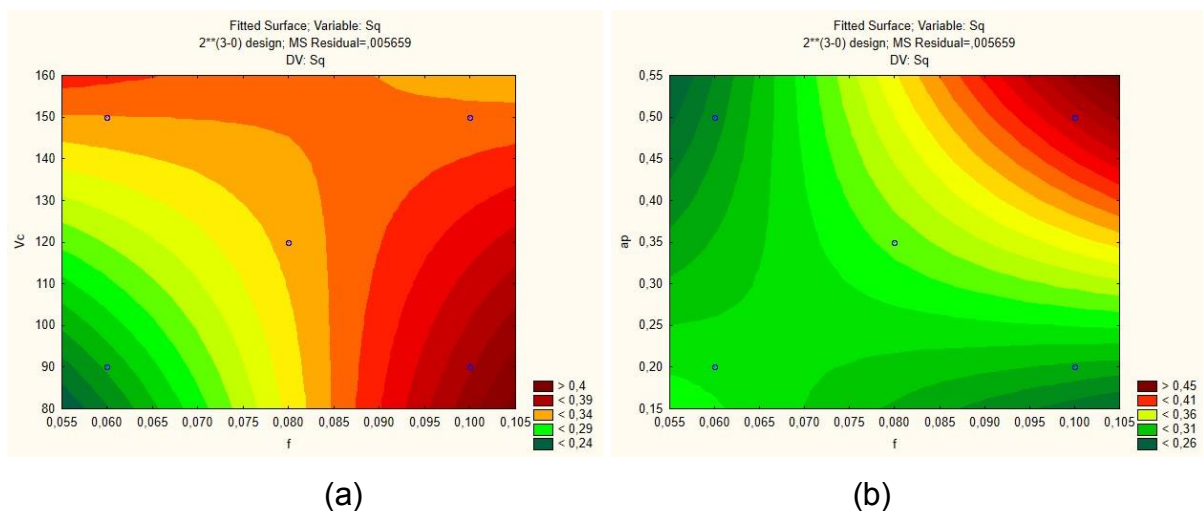 Fitted Surface; Variable: Sq
2**(3-0) design; MS Residual=,005659
DV: Sq
160
150
140
130
120
110
100
90
80
Vc
0,055 0,060 0,065 0,070 0,075 0,080 0,085 0,090 0,095 0,100 0,105
f
> 0,4
< 0,39
< 0,34
< 0,29
< 0,24
(a)
Fitted Surface; Variable: Sq
2**(3-0) design; MS Residual=,005659
DV: Sq
0,55
0,50
0,45
0,40
0,35
0,30
0,25
0,20
0,15
ap
0,055 0,060 0,065 0,070 0,075 0,080 0,085 0,090 0,095 0,100 0,105
f
> 0,45
< 0,41
< 0,36
< 0,31
< 0,26
(b)